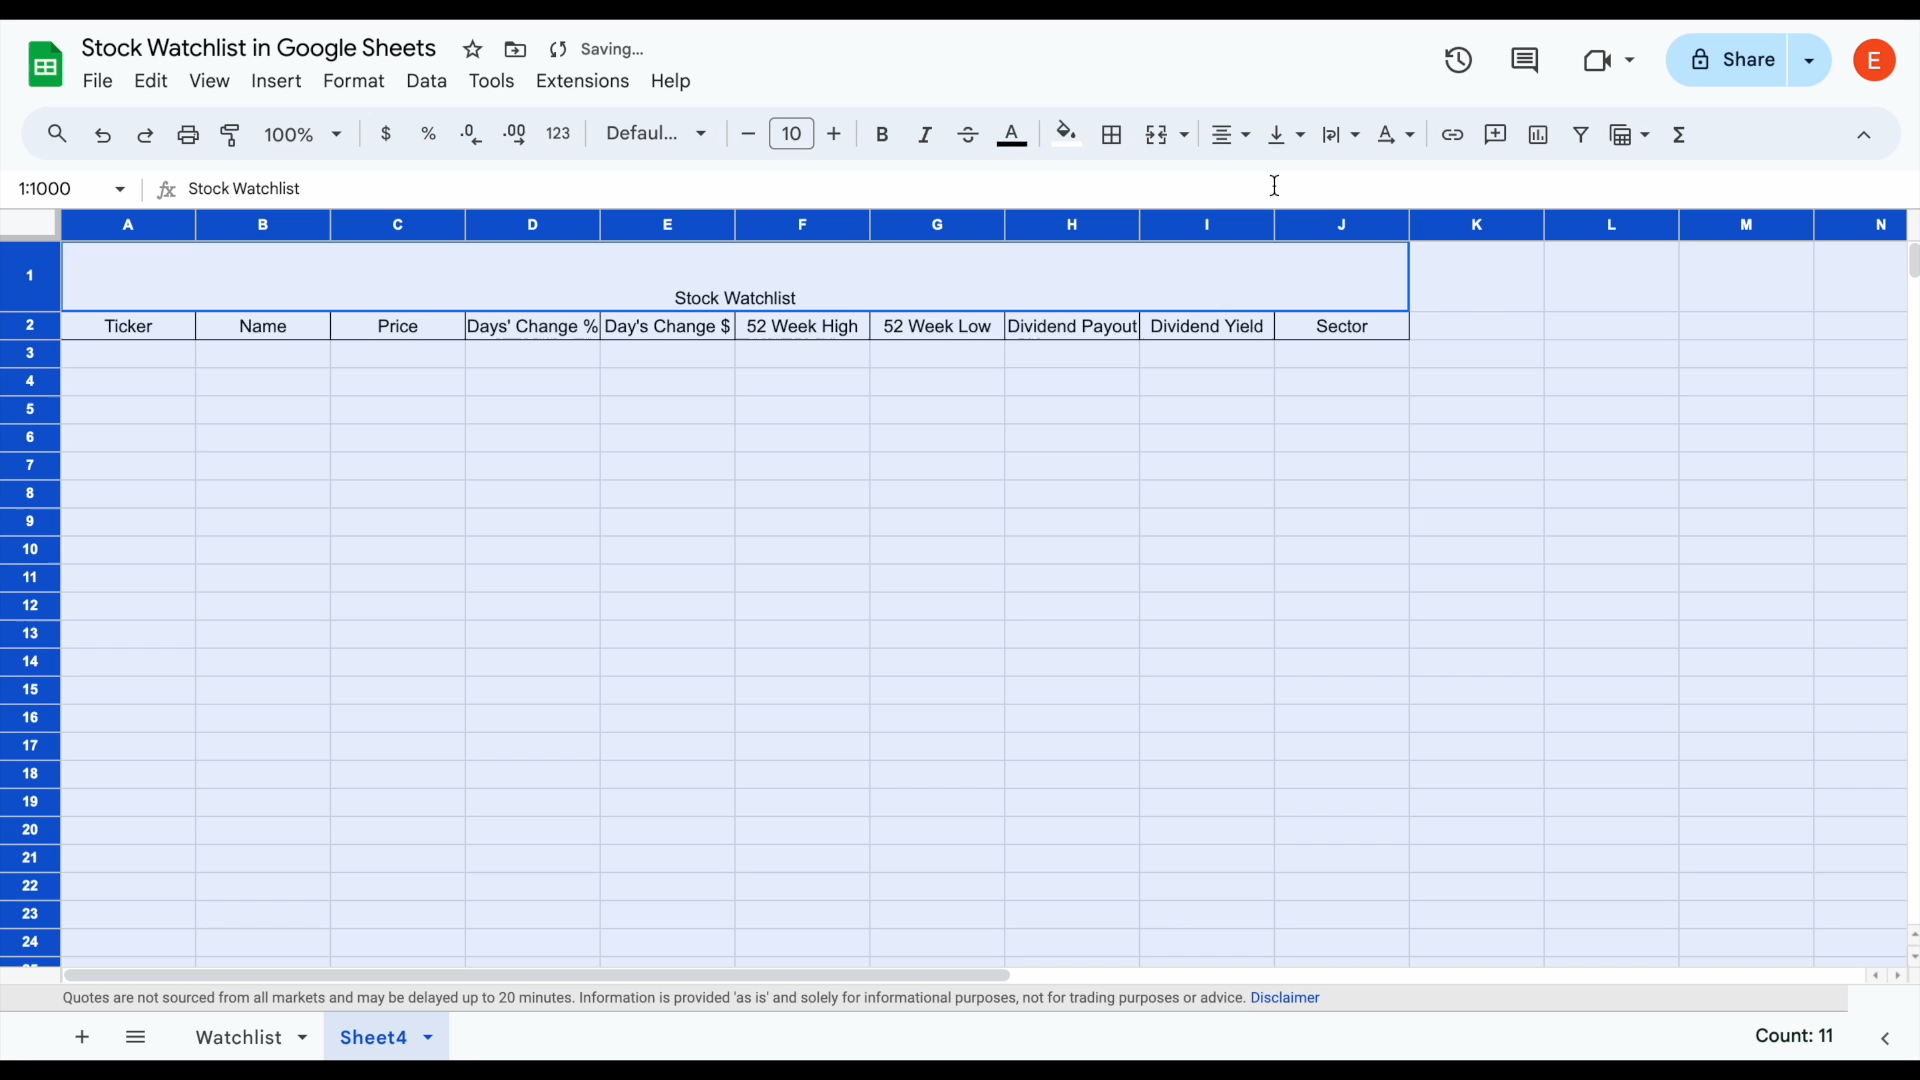 Stock Watchlist in Google Sheets Saving...
File Edit View Insert Format Data Tools Extensions Help
Share
E
100% $ % .0 .00 123 Defaul... 10 B I A
1:1000 fx Stock Watchlist
A B C D E F G H I J K L M N
1 Stock Watchlist
2 Ticker Name Price Days' Change % Day's Change $ 52 Week High 52 Week Low Dividend Payout Dividend Yield Sector
3
4
5
6
7
8
9
10
11
12
13
14
15
16
17
18
19
20
21
22
23
24
Quotes are not sourced from all markets and may be delayed up to 20 minutes. Information is provided 'as is' and solely for informational purposes, not for trading purposes or advice. Disclaimer
Watchlist Sheet4 Count: 11